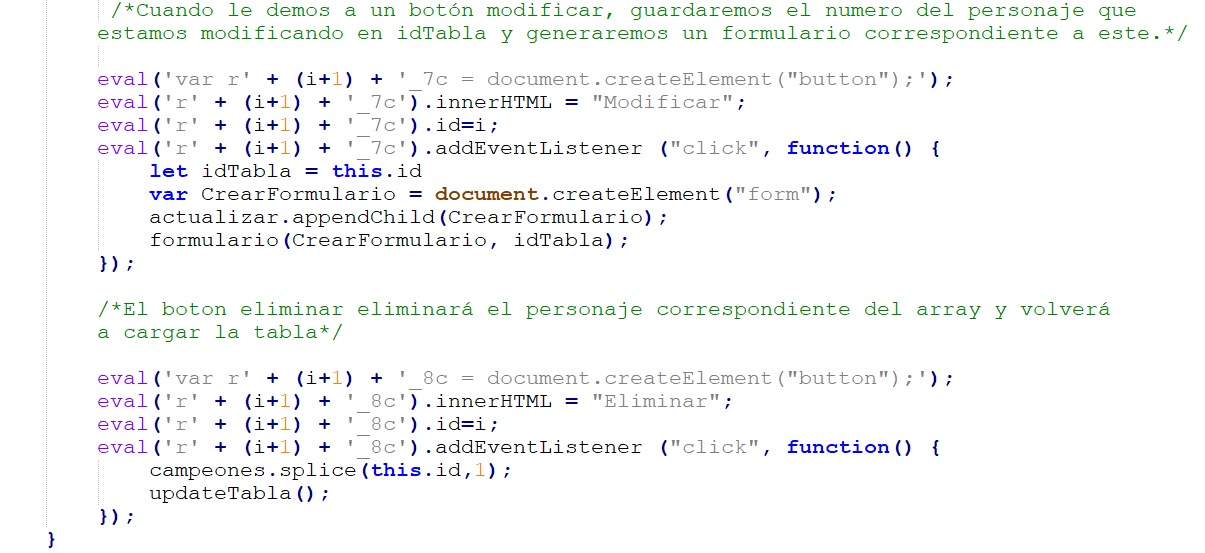 /*Cuando le demos a un botón modificar, guardaremos el numero del personaje que
estamos modificando en idTabla y generaremos un formulario correspondiente a este.*/
eval('var r' + (i+1) + '_7c = document.createElement("button");');
eval('r' + (i+1) + '_7c').innerHTML = "Modificar";
eval('r' + (i+1) + '_7c').id=i;
eval('r' + (i+1) + '_7c').addEventListener ("click", function() {
let idTabla = this.id
var CrearFormulario = document.createElement("form");
actualizar.appendChild(CrearFormulario);
formulario(CrearFormulario, idTabla);
});
/*El boton eliminar eliminará el personaje correspondiente del array y volverá
a cargar la tabla*/
eval('var r' + (i+1) + '_8c = document.createElement("button");');
eval('r' + (i+1) + '_8c').innerHTML = "Eliminar";
eval('r' + (i+1) + '_8c').id=i;
eval('r' + (i+1) + '_8c').addEventListener ("click", function() {
campeones.splice(this.id,1);
updateTabla();
});
}